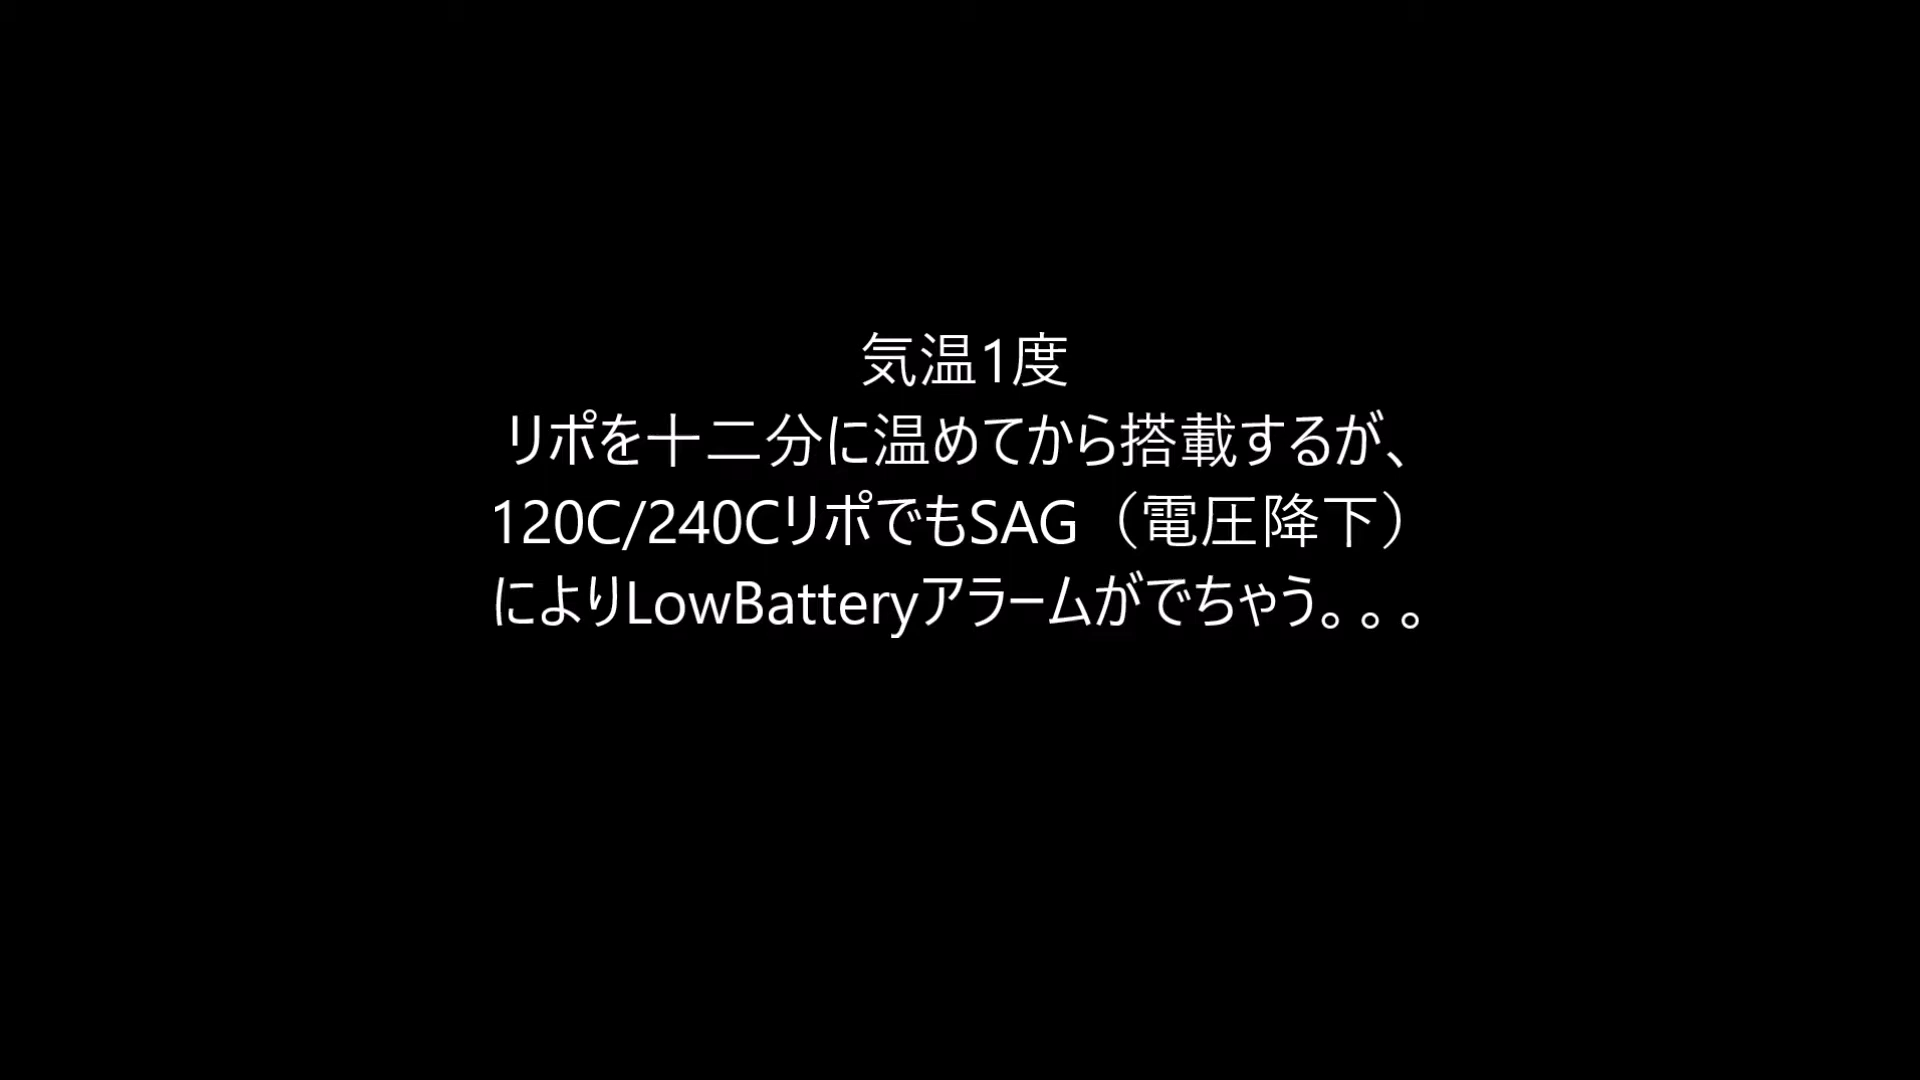 気温1度
リポを十二分に温めてから搭載するが、
120C/240CリポでもSAG（電圧降下）
によりLowBatteryアラームがでちゃう。。。